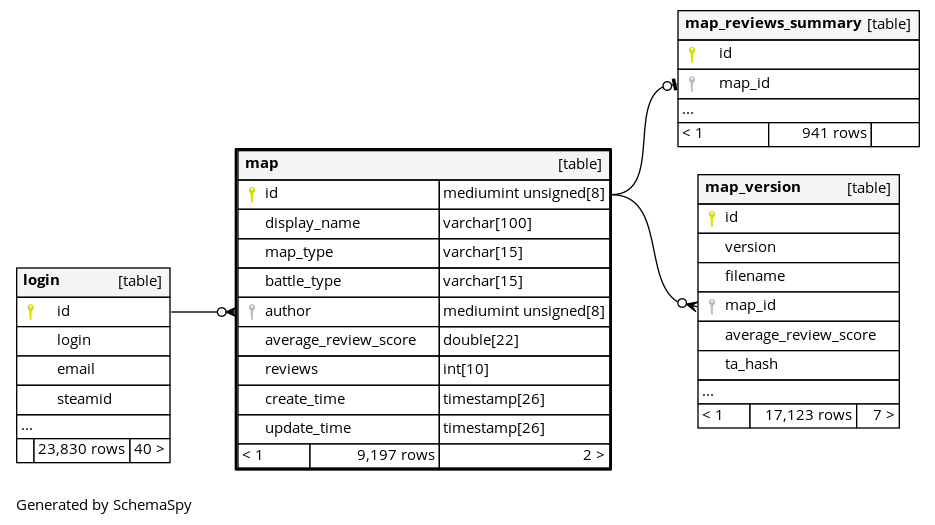 map_reviews_summary [table]
id
map_id
...
< 1 941 rows
map [table]
id mediumint unsigned[8]
display_name varchar[100]
map_type varchar[15]
battle_type varchar[15]
author mediumint unsigned[8]
average_review_score double[22]
reviews int[10]
create_time timestamp[26]
update_time timestamp[26]
< 1 9,197 rows 2 >
map_version [table]
id
version
filename
map_id
average_review_score
ta_hash
...
< 1 17,123 rows 7 >
login [table]
id
login
email
steamid
...
23,830 rows 40 >
Generated by SchemaSpy